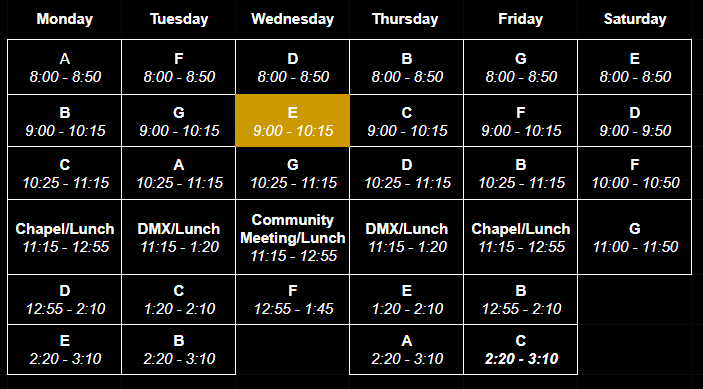 Monday Tuesday Wednesday Thursday Friday Saturday
A F D B G E
8:00 - 8:50 8:00 - 8:50 8:00 - 8:50 8:00 - 8:50 8:00 - 8:50 8:00 - 8:50
B G E C F D
9:00 - 10:15 9:00 - 10:15 9:00 - 10:15 9:00 - 10:15 9:00 - 10:15 9:00 - 9:50
C A G D B F
10:25 - 11:15 10:25 - 11:15 10:25 - 11:15 10:25 - 11:15 10:25 - 11:15 10:00 - 10:50
Chapel/Lunch DMX/Lunch Community Meeting/Lunch DMX/Lunch Chapel/Lunch G
11:15 - 12:55 11:15 - 1:20 11:15 - 12:55 11:15 - 1:20 11:15 - 12:55 11:00 - 11:50
D C F E B
12:55 - 2:10 1:20 - 2:10 12:55 - 1:45 1:20 - 2:10 12:55 - 2:10
E B A C
2:20 - 3:10 2:20 - 3:10 2:20 - 3:10 2:20 - 3:10